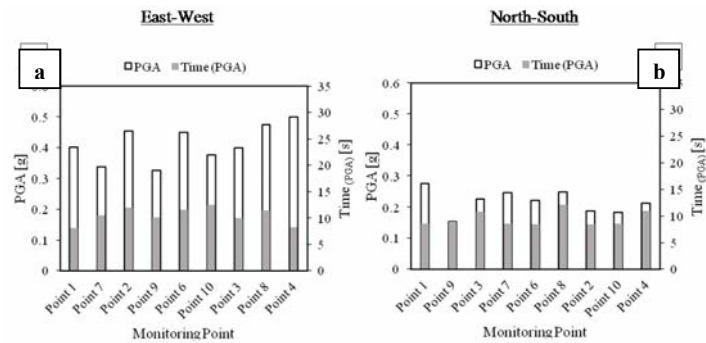 East-West
a
PGA Time (PGA)
0.6
0.5
0.4
0.3
0.2
0.1
0
PGA [g]
35
30
25
20
15
10
5
0
Time (PGA) [s]
Point 1
Point 7
Point 2
Point 9
Point 6
Point 10
Point 3
Point 8
Point 4
Monitoring Point
North-South
b
PGA Time (PGA)
0.6
0.5
0.4
0.3
0.2
0.1
0
PGA [g]
30
25
20
15
10
5
0
Time (PGA) [s]
Point 1
Point 9
Point 3
Point 7
Point 6
Point 8
Point 2
Point 10
Point 4
Monitoring Point